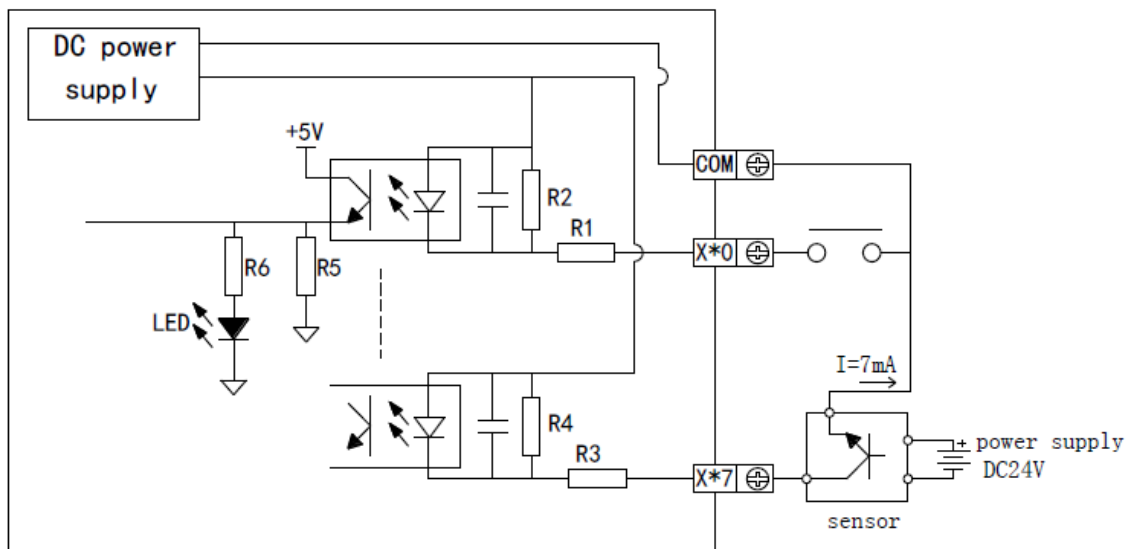 DC power
supply
+5V
COM
R2
R1
X*0
R6
R5
LED
I=7mA
R4
R3
X*7
+ power supply
DC24V
sensor